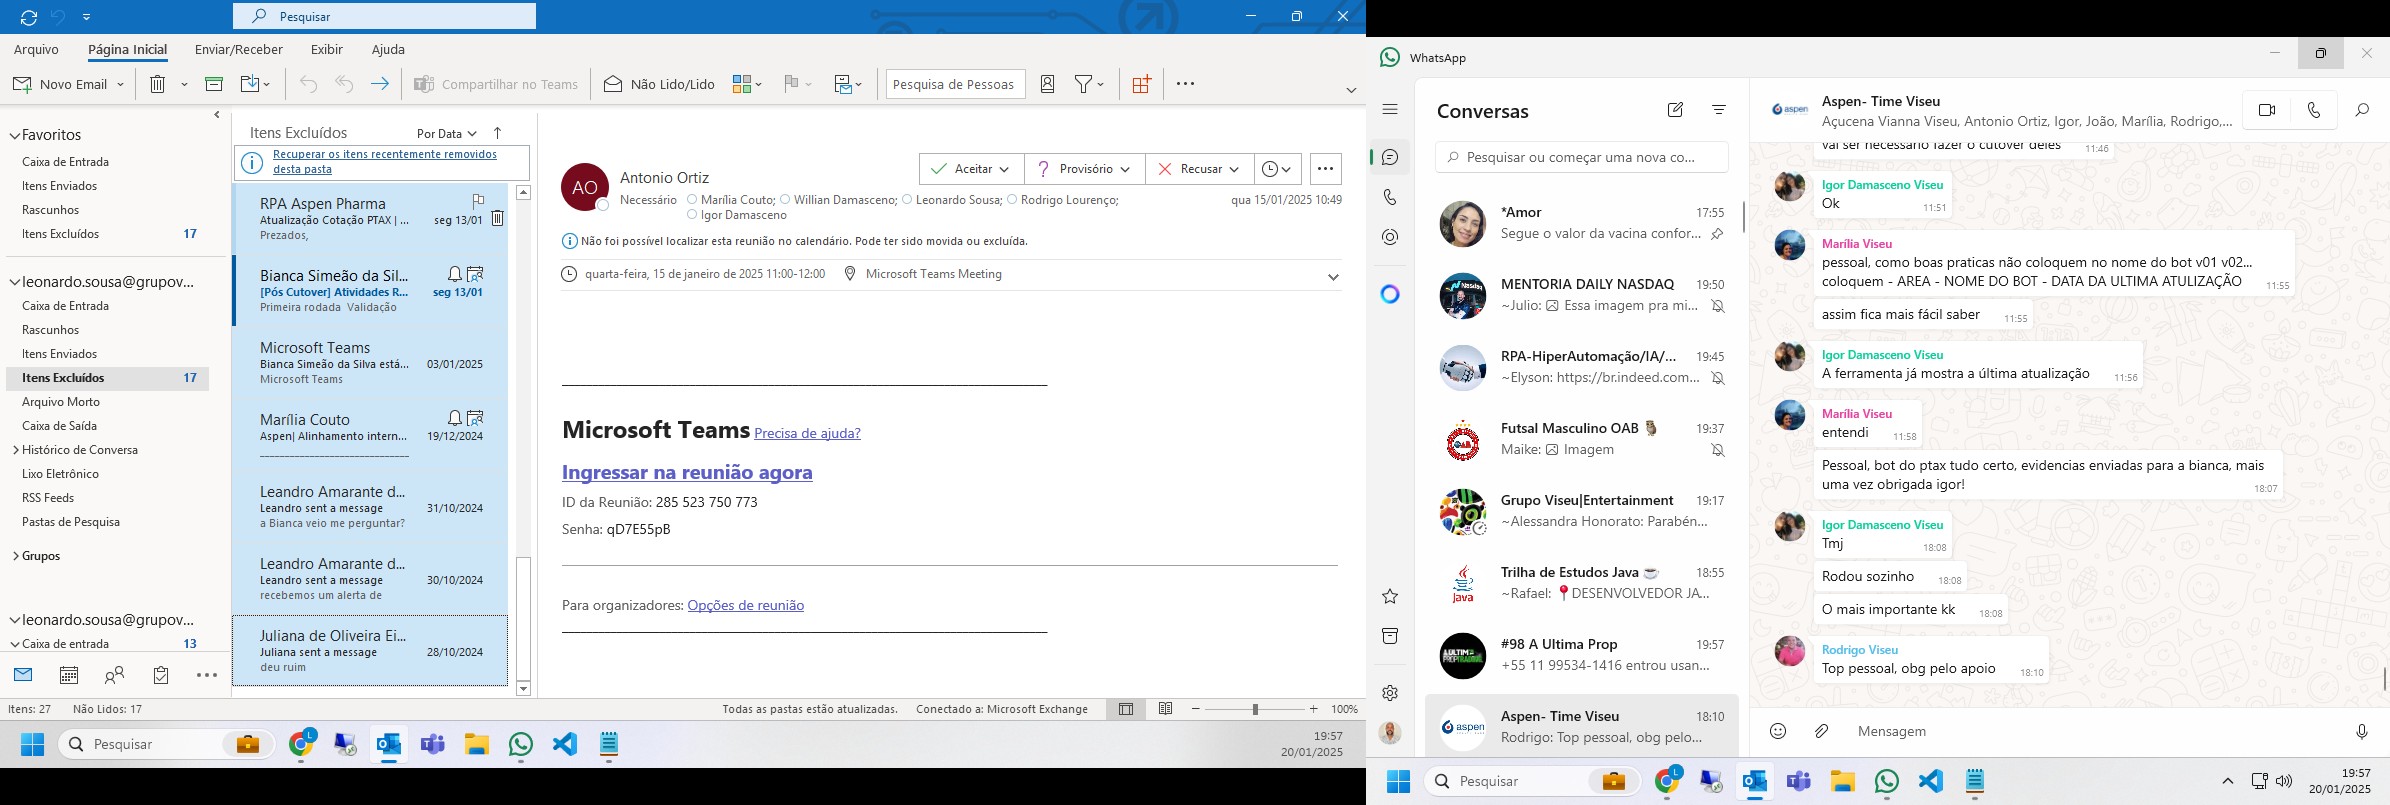 Pesquisar
Arquivo
Página Inicial
Enviar/Receber
Exibir
Ajuda
Novo Email
Compartilhar no Teams
Não Lido/Lido
Pesquisa de Pessoas
Favoritos
Caixa de Entrada
Itens Enviados
Rascunhos
Itens Excluídos 17
leonardo.sousa@grupov...
Caixa de Entrada
Rascunhos
Itens Enviados
Itens Excluídos 17
Arquivo Morto
Caixa de Saída
Histórico de Conversa
Lixo Eletrônico
RSS Feeds
Pastas de Pesquisa
Grupos
leonardo.sousa@grupov...
Caixa de entrada 13
Itens Excluídos Por Data
Recuperar os itens recentemente removidos
desta pasta
RPA Aspen Pharma
Atualização Cotação PTAX | ... seg 13/01
Prezados,
Bianca Simeão da Sil...
[Pós Cutover] Atividades R... seg 13/01
Primeira rodada Validação
Microsoft Teams
Bianca Simeão da Silva está... 03/01/2025
Microsoft Teams
Marília Couto
Aspen| Alinhamento intern... 19/12/2024
Leandro Amarante d...
Leandro sent a message 31/10/2024
a Bianca veio me perguntar?
Leandro Amarante d...
Leandro sent a message 30/10/2024
recebemos um alerta de
Juliana de Oliveira Ei...
Juliana sent a message 28/10/2024
deu ruim
AO
Antonio Ortiz
Aceitar
Provisório
Recusar
Necessário Marília Couto; Willian Damasceno; Leonardo Sousa; Rodrigo Lourenço;
Igor Damasceno
qua 15/01/2025 10:49
Não foi possível localizar esta reunião no calendário. Pode ter sido movida ou excluída.
quarta-feira, 15 de janeiro de 2025 11:00-12:00 Microsoft Teams Meeting
Microsoft Teams Precisa de ajuda?
Ingressar na reunião agora
ID da Reunião: 285 523 750 773
Senha: qD7E55pB
Para organizadores: Opções de reunião
Itens: 27 Não Lidos: 17
Todas as pastas estão atualizadas. Conectado a: Microsoft Exchange
100%
Pesquisar
L
19:57
20/01/2025
WhatsApp
Conversas
Pesquisar ou começar uma nova co...
*Amor 17:55
Segue o valor da vacina confor...
MENTORIA DAILY NASDAQ 19:50
~Julio: Essa imagem pra mi...
RPA-HiperAutomação/IA/... 19:45
~Elyson: https://br.indeed.com...
Futsal Masculino OAB 🦉 19:37
Maike: Imagem
Grupo Viseu|Entertainment 19:17
~Alessandra Honorato: Parabén...
Java
Trilha de Estudos Java ☕ 18:55
~Rafael: 📍DESENVOLVEDOR JA...
#98 A Ultima Prop 19:57
+55 11 99534-1416 entrou usan...
aspen
Aspen- Time Viseu 18:10
Rodrigo: Top pessoal, obg pelo...
aspen
Aspen- Time Viseu
Açucena Vianna Viseu, Antonio Ortiz, Igor, João, Marília, Rodrigo,...
vai ser necessário fazer o cutover deles 11:46
Igor Damasceno Viseu
Ok 11:51
Marília Viseu
pessoal, como boas praticas não coloquem no nome do bot v01 v02...
coloquem - AREA - NOME DO BOT - DATA DA ULTIMA ATULIZAÇÃO 11:55
assim fica mais fácil saber 11:55
Igor Damasceno Viseu
A ferramenta já mostra a última atualização 11:56
Marília Viseu
entendi 11:58
Pessoal, bot do ptax tudo certo, evidencias enviadas para a bianca, mais
uma vez obrigada igor! 18:07
Igor Damasceno Viseu
Tmj 18:08
Rodou sozinho 18:08
O mais importante kk 18:08
Rodrigo Viseu
Top pessoal, obg pelo apoio 18:10
Mensagem
Pesquisar
L
19:57
20/01/2025